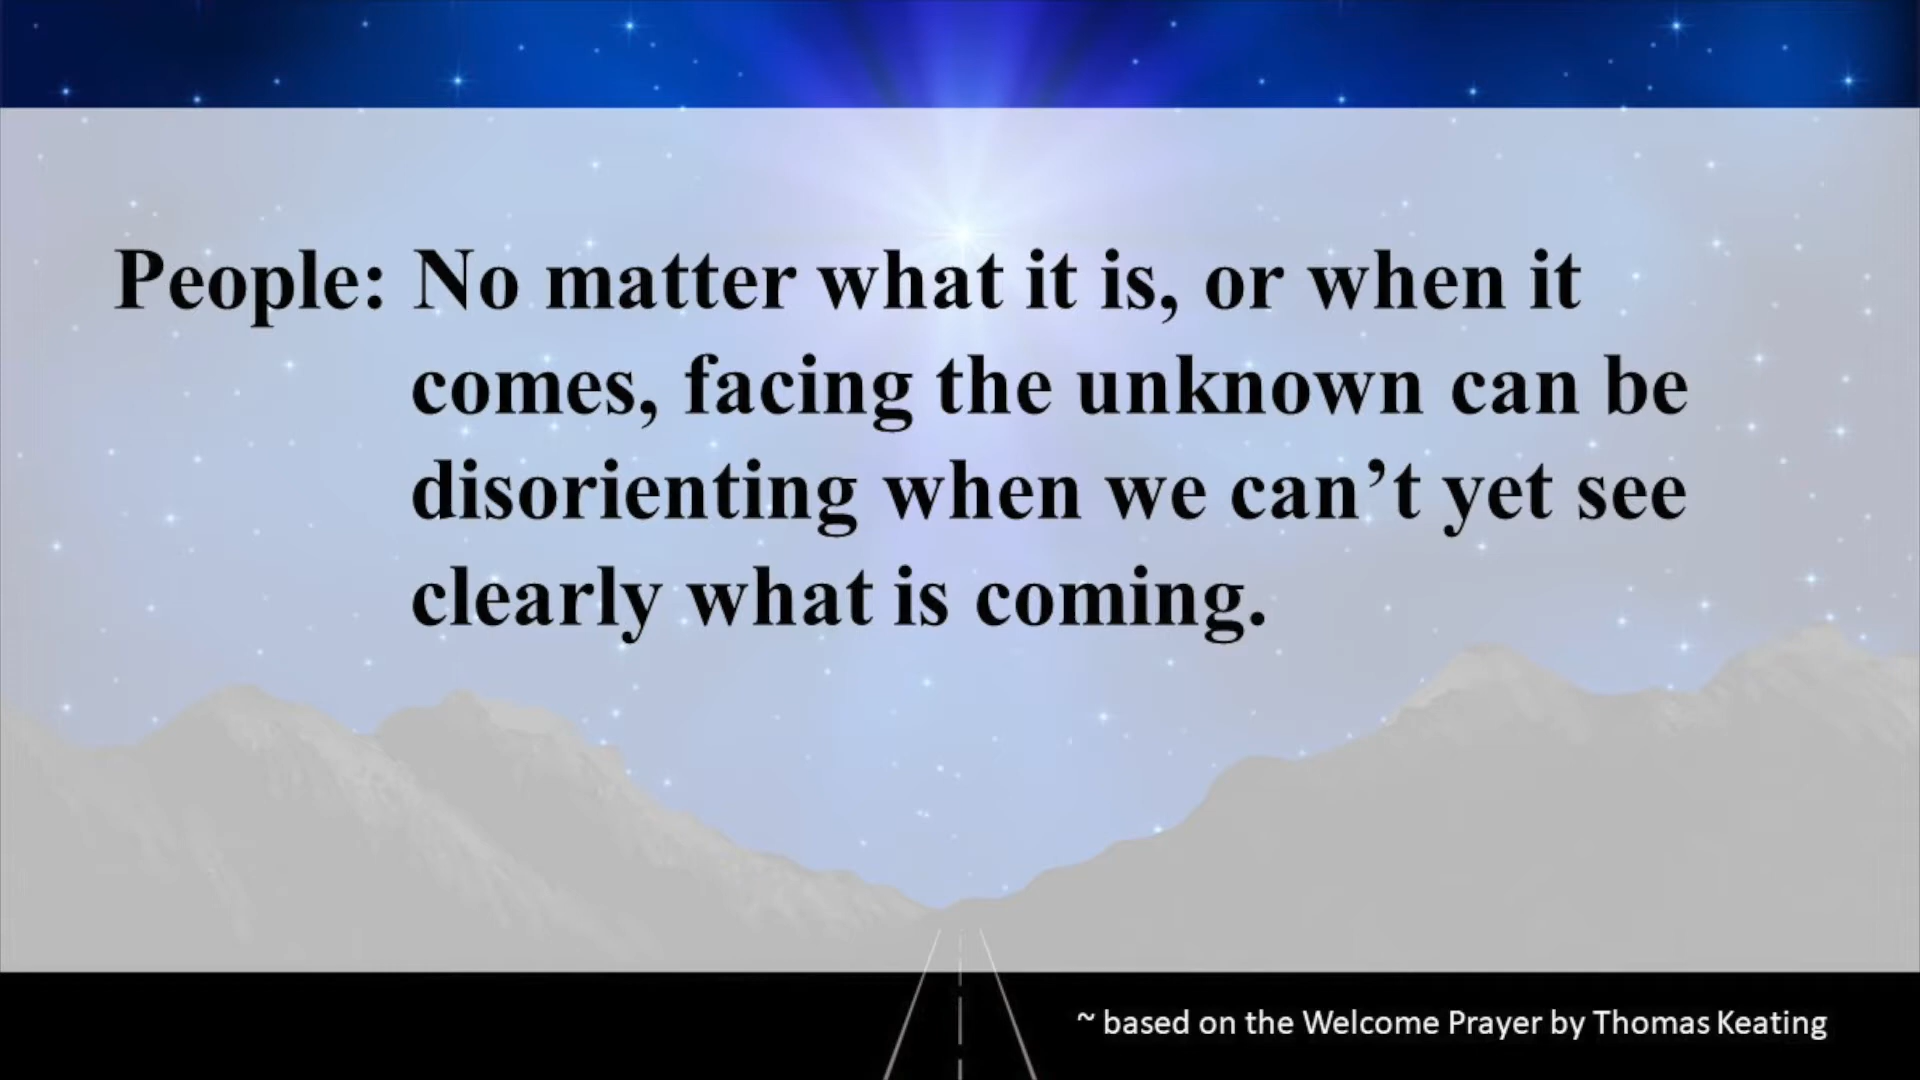 People: No matter what it is, or when it
comes, facing the unknown can be
disorienting when we can’t yet see
clearly what is coming.
~ based on the Welcome Prayer by Thomas Keating